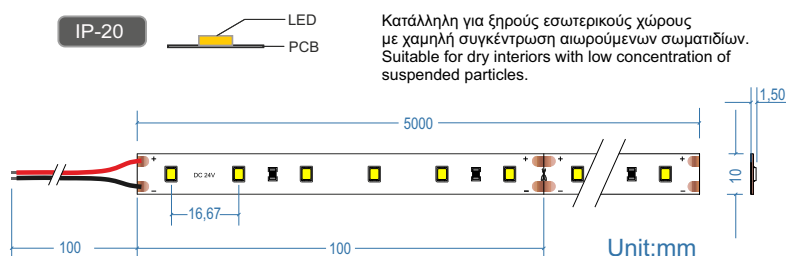 IP-20
LED
PCB
Κατάλληλη για ξηρούς εσωτερικούς χώρους
με χαμηλή συγκέντρωση αιωρούμενων σωματιδίων.
Suitable for dry interiors with low concentration of
suspended particles.
1,50
5000
+ + + +
DC 24V
10
- - - -
16,67
100
100
Unit:mm